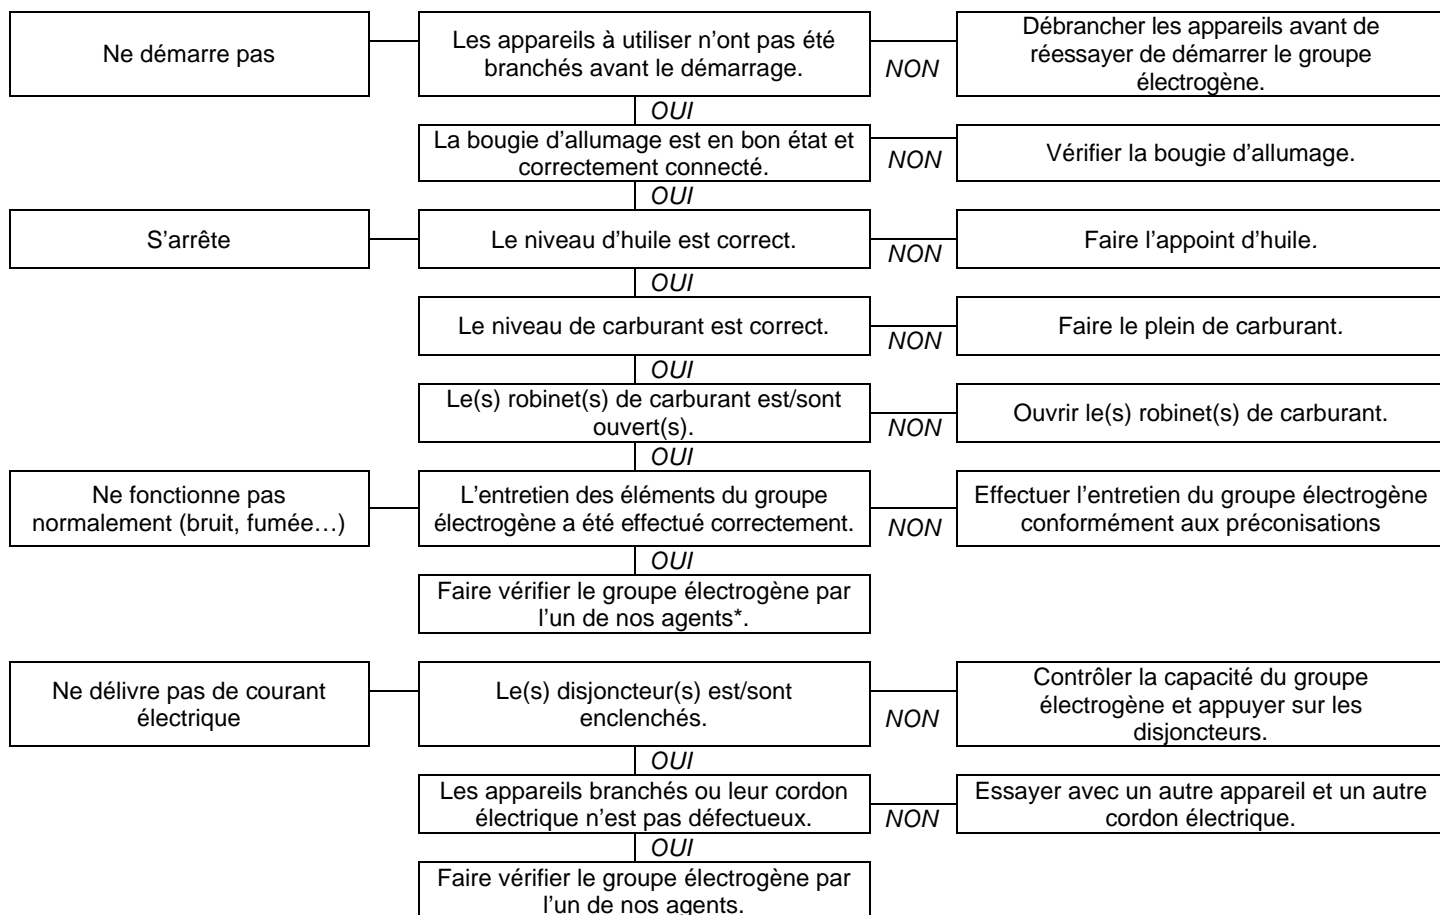 Ne démarre pas
Les appareils à utiliser n'ont pas été
branchés avant le démarrage.
NON
Débrancher les appareils avant de
réessayer de démarrer le groupe
électrogène.
OUI
La bougie d'allumage est en bon état et
correctement connecté.
NON
Vérifier la bougie d'allumage.
OUI
S'arrête
Le niveau d'huile est correct.
NON
Faire l'appoint d'huile.
OUI
Le niveau de carburant est correct.
NON
Faire le plein de carburant.
OUI
Le(s) robinet(s) de carburant est/sont
ouvert(s).
NON
Ouvrir le(s) robinet(s) de carburant.
OUI
Ne fonctionne pas
normalement (bruit, fumée…)
L'entretien des éléments du groupe
électrogène a été effectué correctement.
NON
Effectuer l'entretien du groupe électrogène
conformément aux préconisations
OUI
Faire vérifier le groupe électrogène par
l'un de nos agents*.
Ne délivre pas de courant
électrique
Le(s) disjoncteur(s) est/sont
enclenchés.
NON
Contrôler la capacité du groupe
électrogène et appuyer sur les
disjoncteurs.
OUI
Les appareils branchés ou leur cordon
électrique n'est pas défectueux.
NON
Essayer avec un autre appareil et un autre
cordon électrique.
OUI
Faire vérifier le groupe électrogène par
l'un de nos agents.